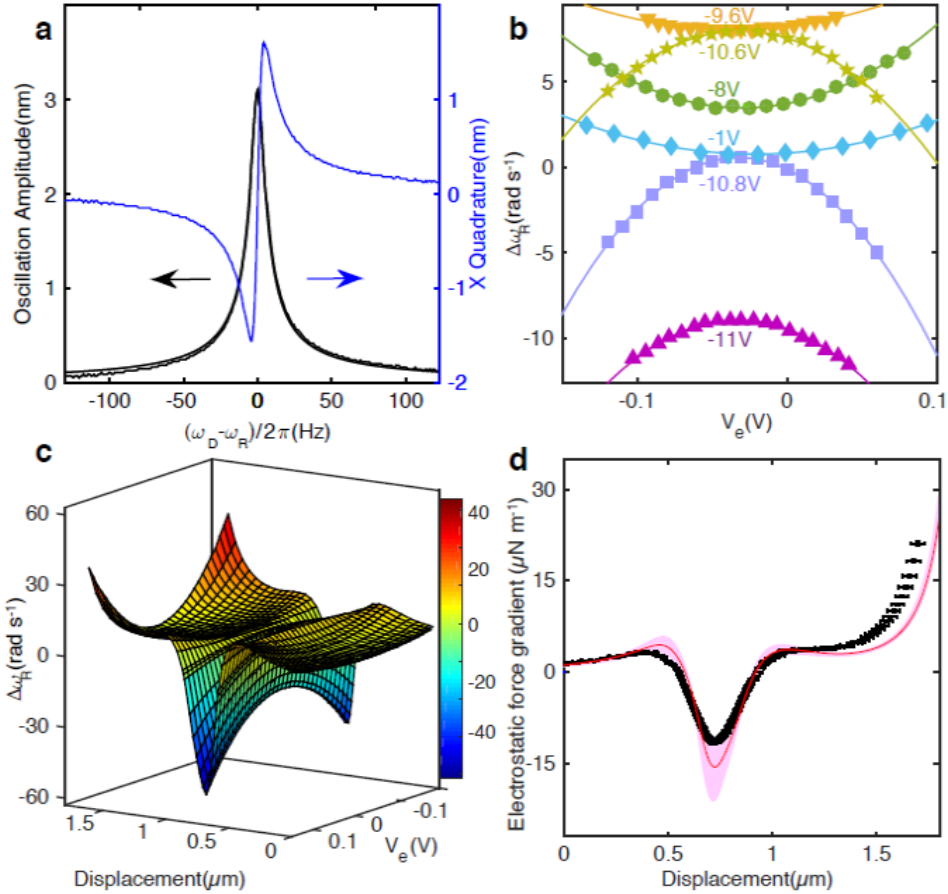 a
Oscillation Amplitude(nm)
3
2
1
0
X Quadrature(nm)
1
0
-1
-2
-100 -50 0 50 100
(ω_D-ω_R)/2π(Hz)
b
Δω_R(rad s⁻¹)
5
0
-5
-10
-9.6V
-10.6V
-8V
-1V
-10.8V
-11V
-0.1 0 0.1
V_e(V)
c
Δω_R(rad s⁻¹)
60
30
0
-30
-60
1.5 1 0.5 0
Displacement(μm)
0.1 0 -0.1
V_e(V)
40
20
0
-20
-40
d
Electrostatic force gradient (μN m⁻¹)
30
15
0
-15
0 0.5 1 1.5
Displacement(μm)